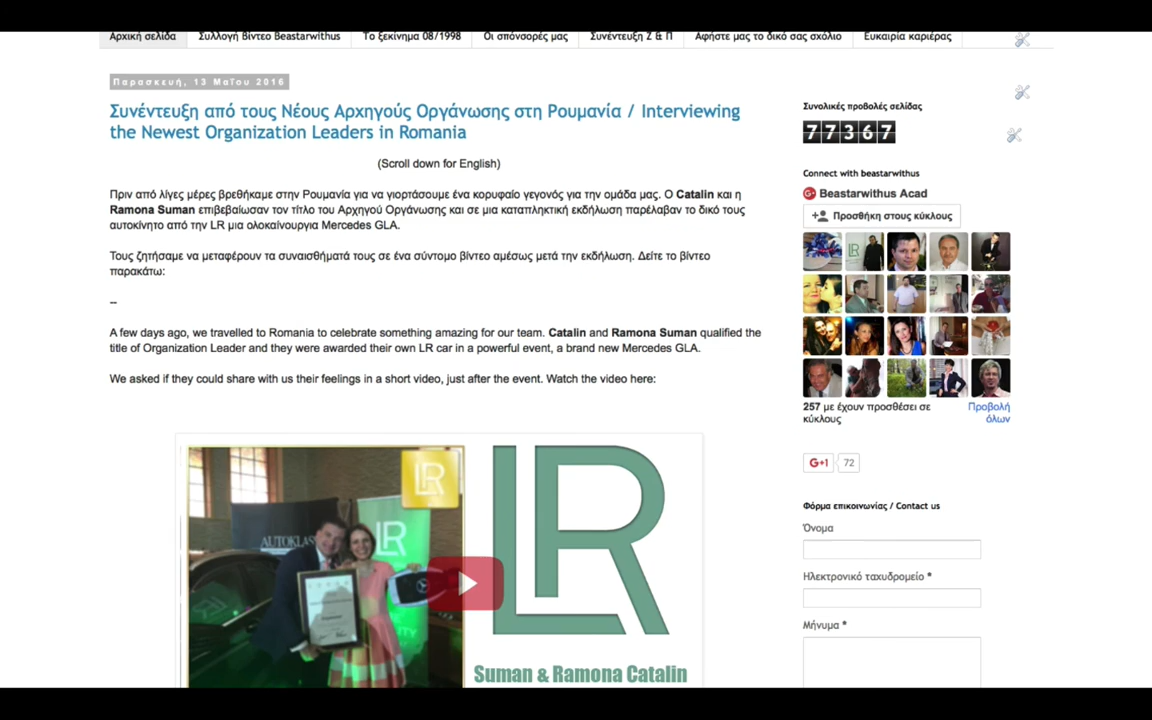 Αρχική σελίδα
Συλλογή Βίντεο Beastarwithus
Το ξεκίνημα 08/1998
Οι σπόνσορές μας
Συνέντευξη Ζ & Π
Αφήστε μας το δικό σας σχόλιο
Ευκαιρία καριέρας
Παρασκευή, 13 Μαΐου 2016
Συνέντευξη από τους Νέους Αρχηγούς Οργάνωσης στη Ρουμανία / Interviewing
the Newest Organization Leaders in Romania
(Scroll down for English)
Πριν από λίγες μέρες βρεθήκαμε στην Ρουμανία για να γιορτάσουμε ένα κορυφαίο γεγονός για την ομάδα μας. Ο Catalin και η
Ramona Suman επιβεβαίωσαν τον τίτλο του Αρχηγού Οργάνωσης και σε μια καταπληκτική εκδήλωση παρέλαβαν το δικό τους
αυτοκίνητο από την LR μια ολοκαίνουργια Mercedes GLA.
Τους ζητήσαμε να μεταφέρουν τα συναισθήματά τους σε ένα σύντομο βίντεο αμέσως μετά την εκδήλωση. Δείτε το βίντεο
παρακάτω:
--
A few days ago, we travelled to Romania to celebrate something amazing for our team. Catalin and Ramona Suman qualified the
title of Organization Leader and they were awarded their own LR car in a powerful event, a brand new Mercedes GLA.
We asked if they could share with us their feelings in a short video, just after the event. Watch the video here:
LR
AUTOKLASS
LR
LR
Suman & Ramona Catalin
Συνολικές προβολές σελίδας
77367
Connect with beastarwithus
Beastarwithus Acad
Προσθήκη στους κύκλους
257 με έχουν προσθέσει σε
κύκλους
Προβολή
όλων
G+1 72
Φόρμα επικοινωνίας / Contact us
Όνομα
Ηλεκτρονικό ταχυδρομείο *
Μήνυμα *